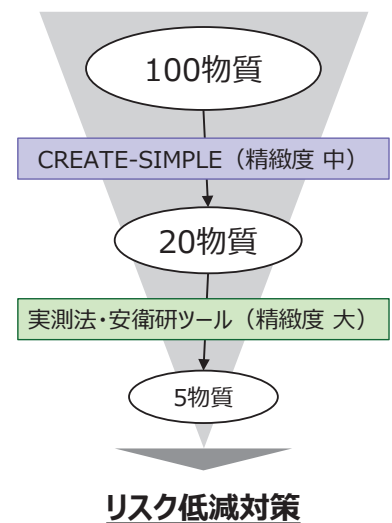 100物質
CREATE-SIMPLE（精緻度 中）
20物質
実測法・安衛研ツール（精緻度 大）
5物質
リスク低減対策